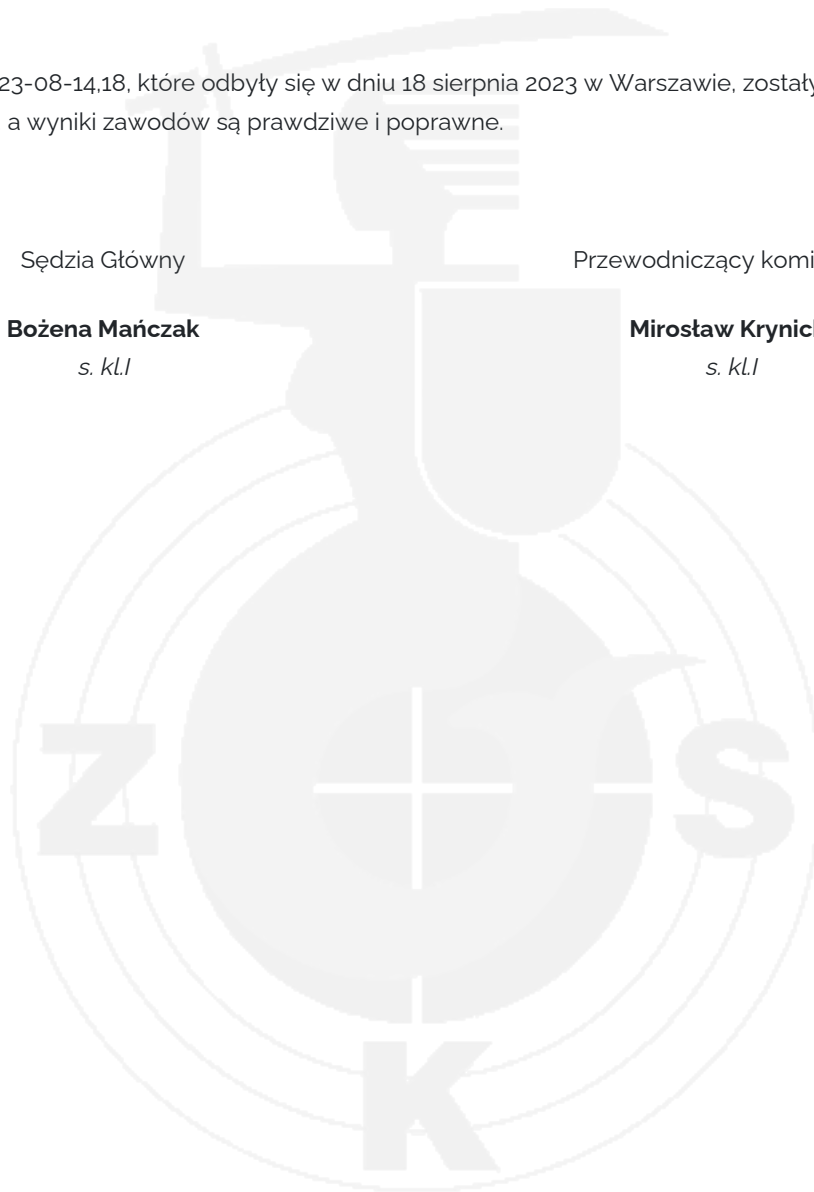 23-08-14,18, które odbyły się w dniu 18 sierpnia 2023 w Warszawie, zostały
a wyniki zawodów są prawdziwe i poprawne.
Sędzia Główny
Przewodniczący komi
Bożena Mańczak
Mirosław Krynic
s. kl.I
s. kl.I
Z
S
K